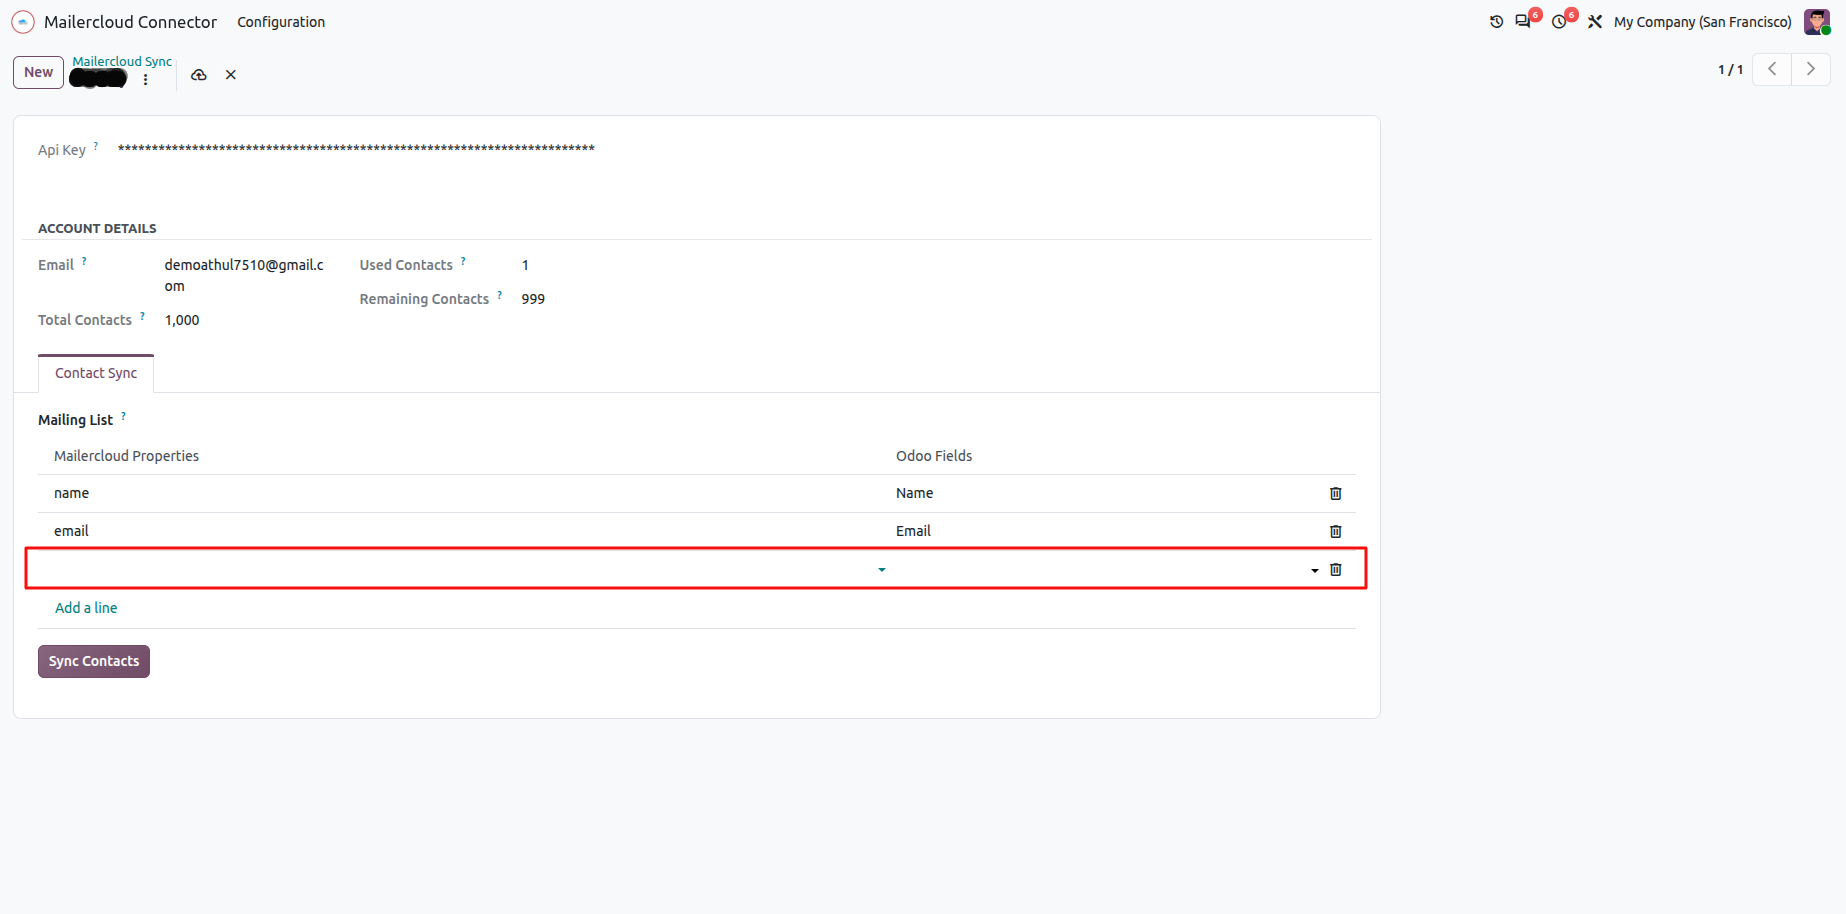 Mailercloud Connector Configuration 6 6 My Company (San Francisco)
New Mailercloud Sync 1 / 1
Api Key ? ***********************************************************************
ACCOUNT DETAILS
Email ? demoathul7510@gmail.c Used Contacts ? 1
om
Remaining Contacts ? 999
Total Contacts ? 1,000
Contact Sync
Mailing List ?
Mailercloud Properties Odoo Fields
name Name
email Email
Add a line
Sync Contacts